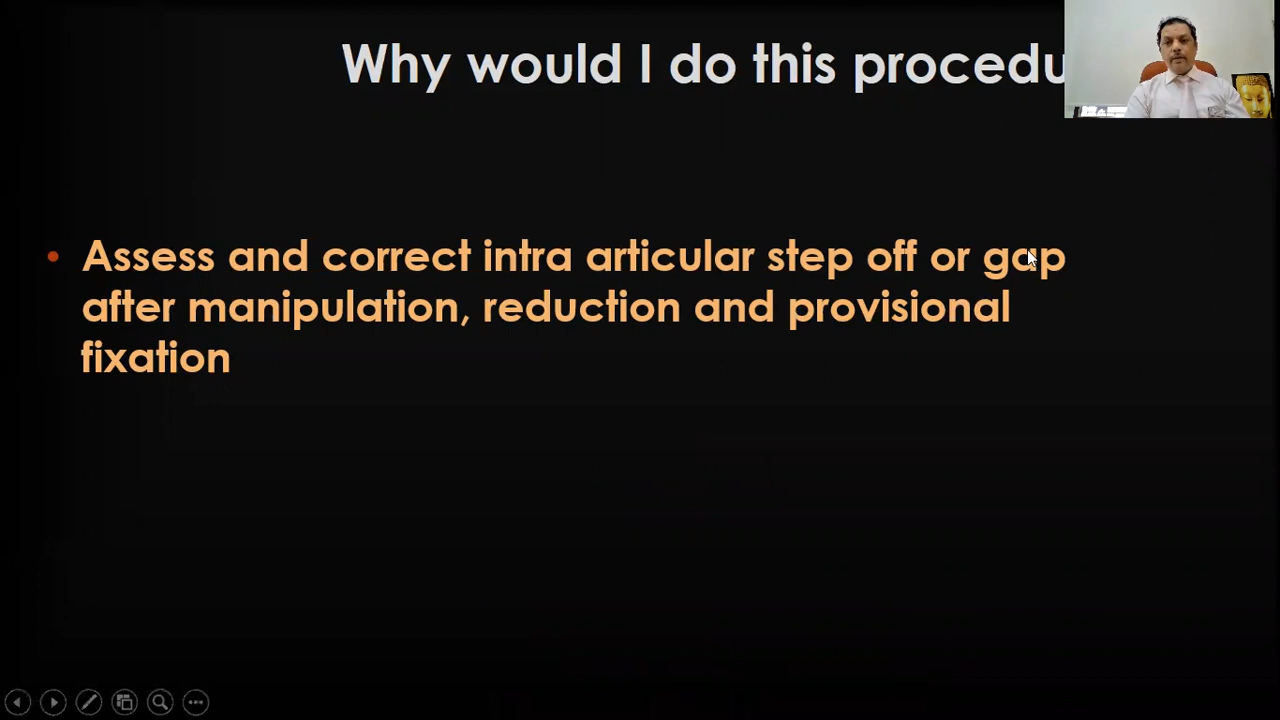 Why would I do this procedu
• Assess and correct intra articular step off or gap
after manipulation, reduction and provisional
fixation